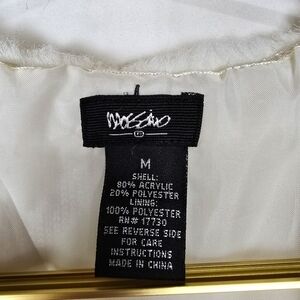 MOSSIMO
M
SHELL:
80% ACRYLIC
20% POLYESTER
LINING:
100% POLYESTER
RN# 17730
SEE REVERSE SIDE
FOR CARE
INSTRUCTIONS
MADE IN CHINA